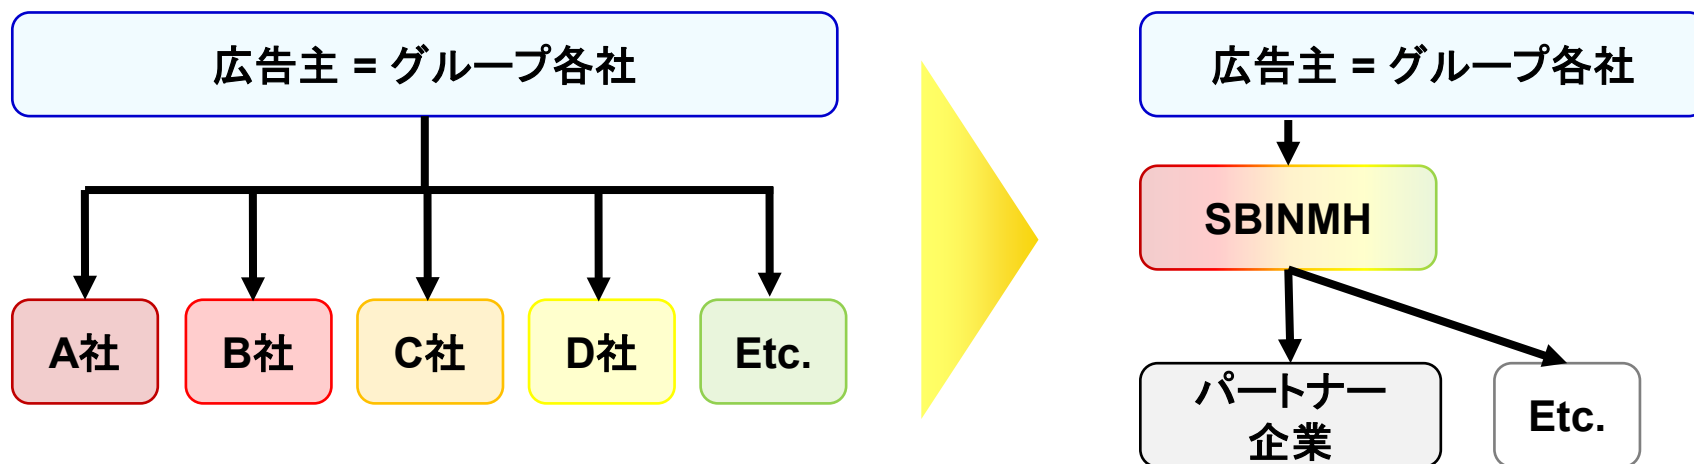 広告主 = グループ各社
A社
B社
C社
D社
Etc.
広告主 = グループ各社
SBINMH
パートナー
企業
Etc.